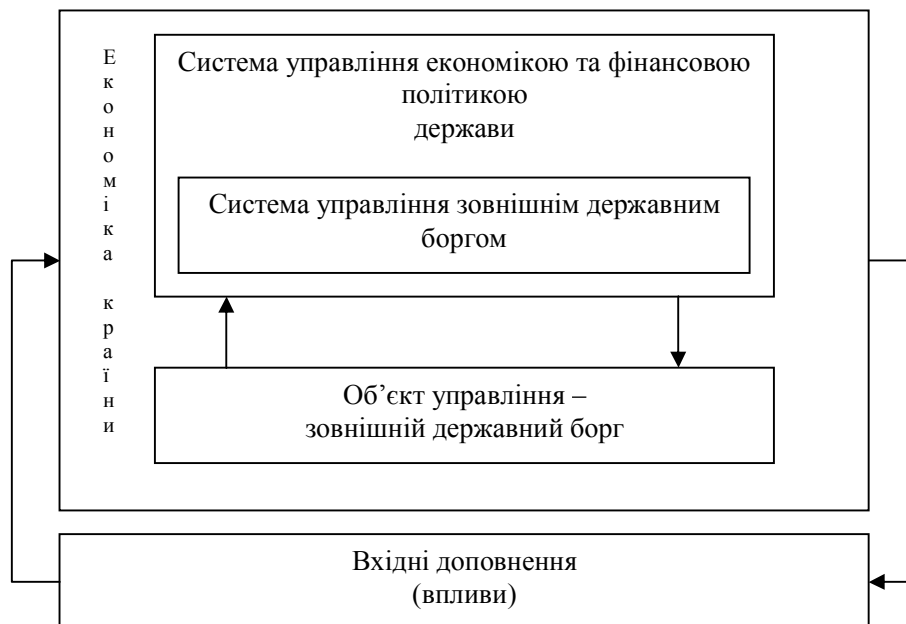 Економіка країни
Система управління економікою та фінансовою
політикою
держави
Система управління зовнішнім державним
боргом
Об’єкт управління –
зовнішній державний борг
Вхідні доповнення
(впливи)